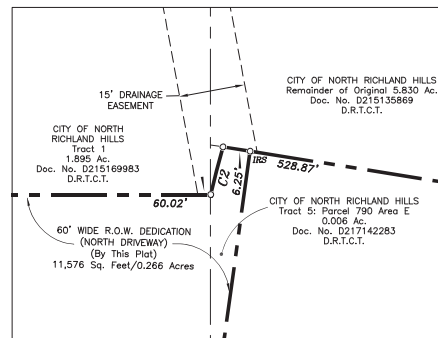 15' DRAINAGE
EASEMENT
CITY OF NORTH RICHLAND HILLS
Remainder of Original 5.830 Ac.
Doc. No. D215135869
D.R.T.C.T.
CITY OF NORTH
RICHLAND HILLS
Tract 1
1.895 Ac.
Doc. No. D215169983
D.R.T.C.T.
IRS
528.87'
C2
6.25'
60.02'
60' WIDE R.O.W. DEDICATION
(NORTH DRIVEWAY)
(By This Plat)
11,576 Sq. Feet/0.266 Acres
CITY OF NORTH RICHLAND HILLS
Tract 5: Parcel 790 Area E
0.006 Ac.
Doc. No. D217142283
D.R.T.C.T.